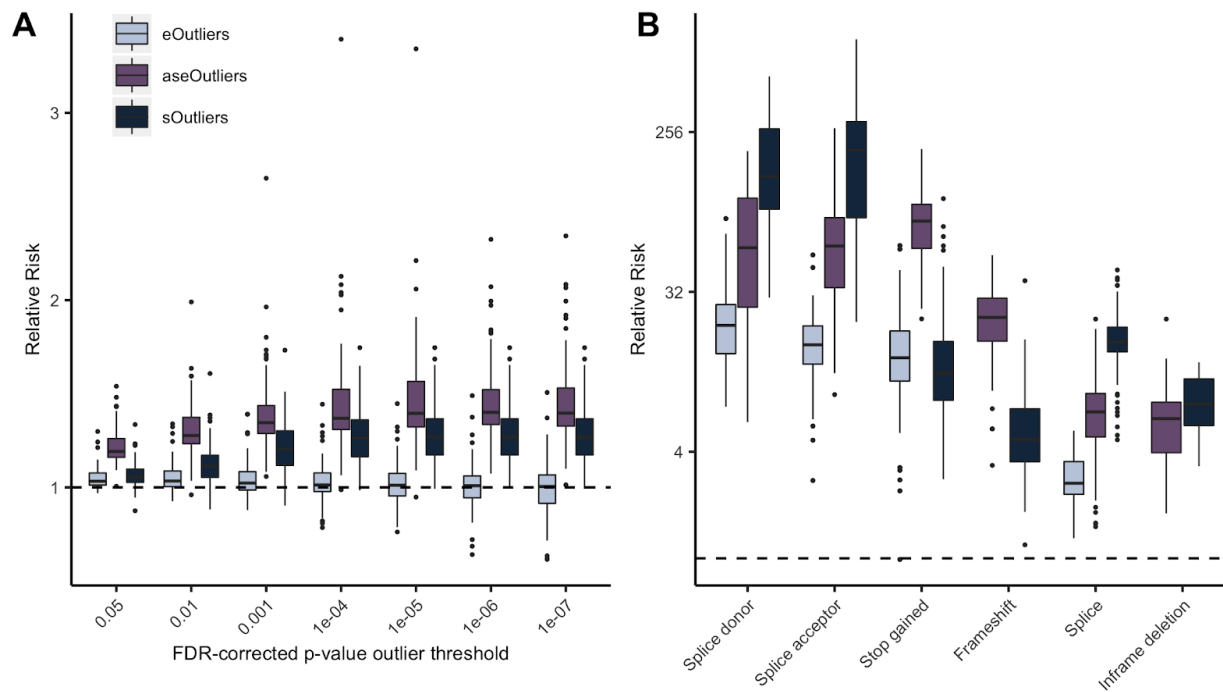 A
eOutliers
aseOutliers
sOutliers
Relative Risk
3
2
1
0.05
0.01
0.001
1e-04
1e-05
1e-06
1e-07
FDR-corrected p-value outlier threshold
B
Relative Risk
256
32
4
Splice donor
Splice acceptor
Stop gained
Frameshift
Splice
Inframe deletion